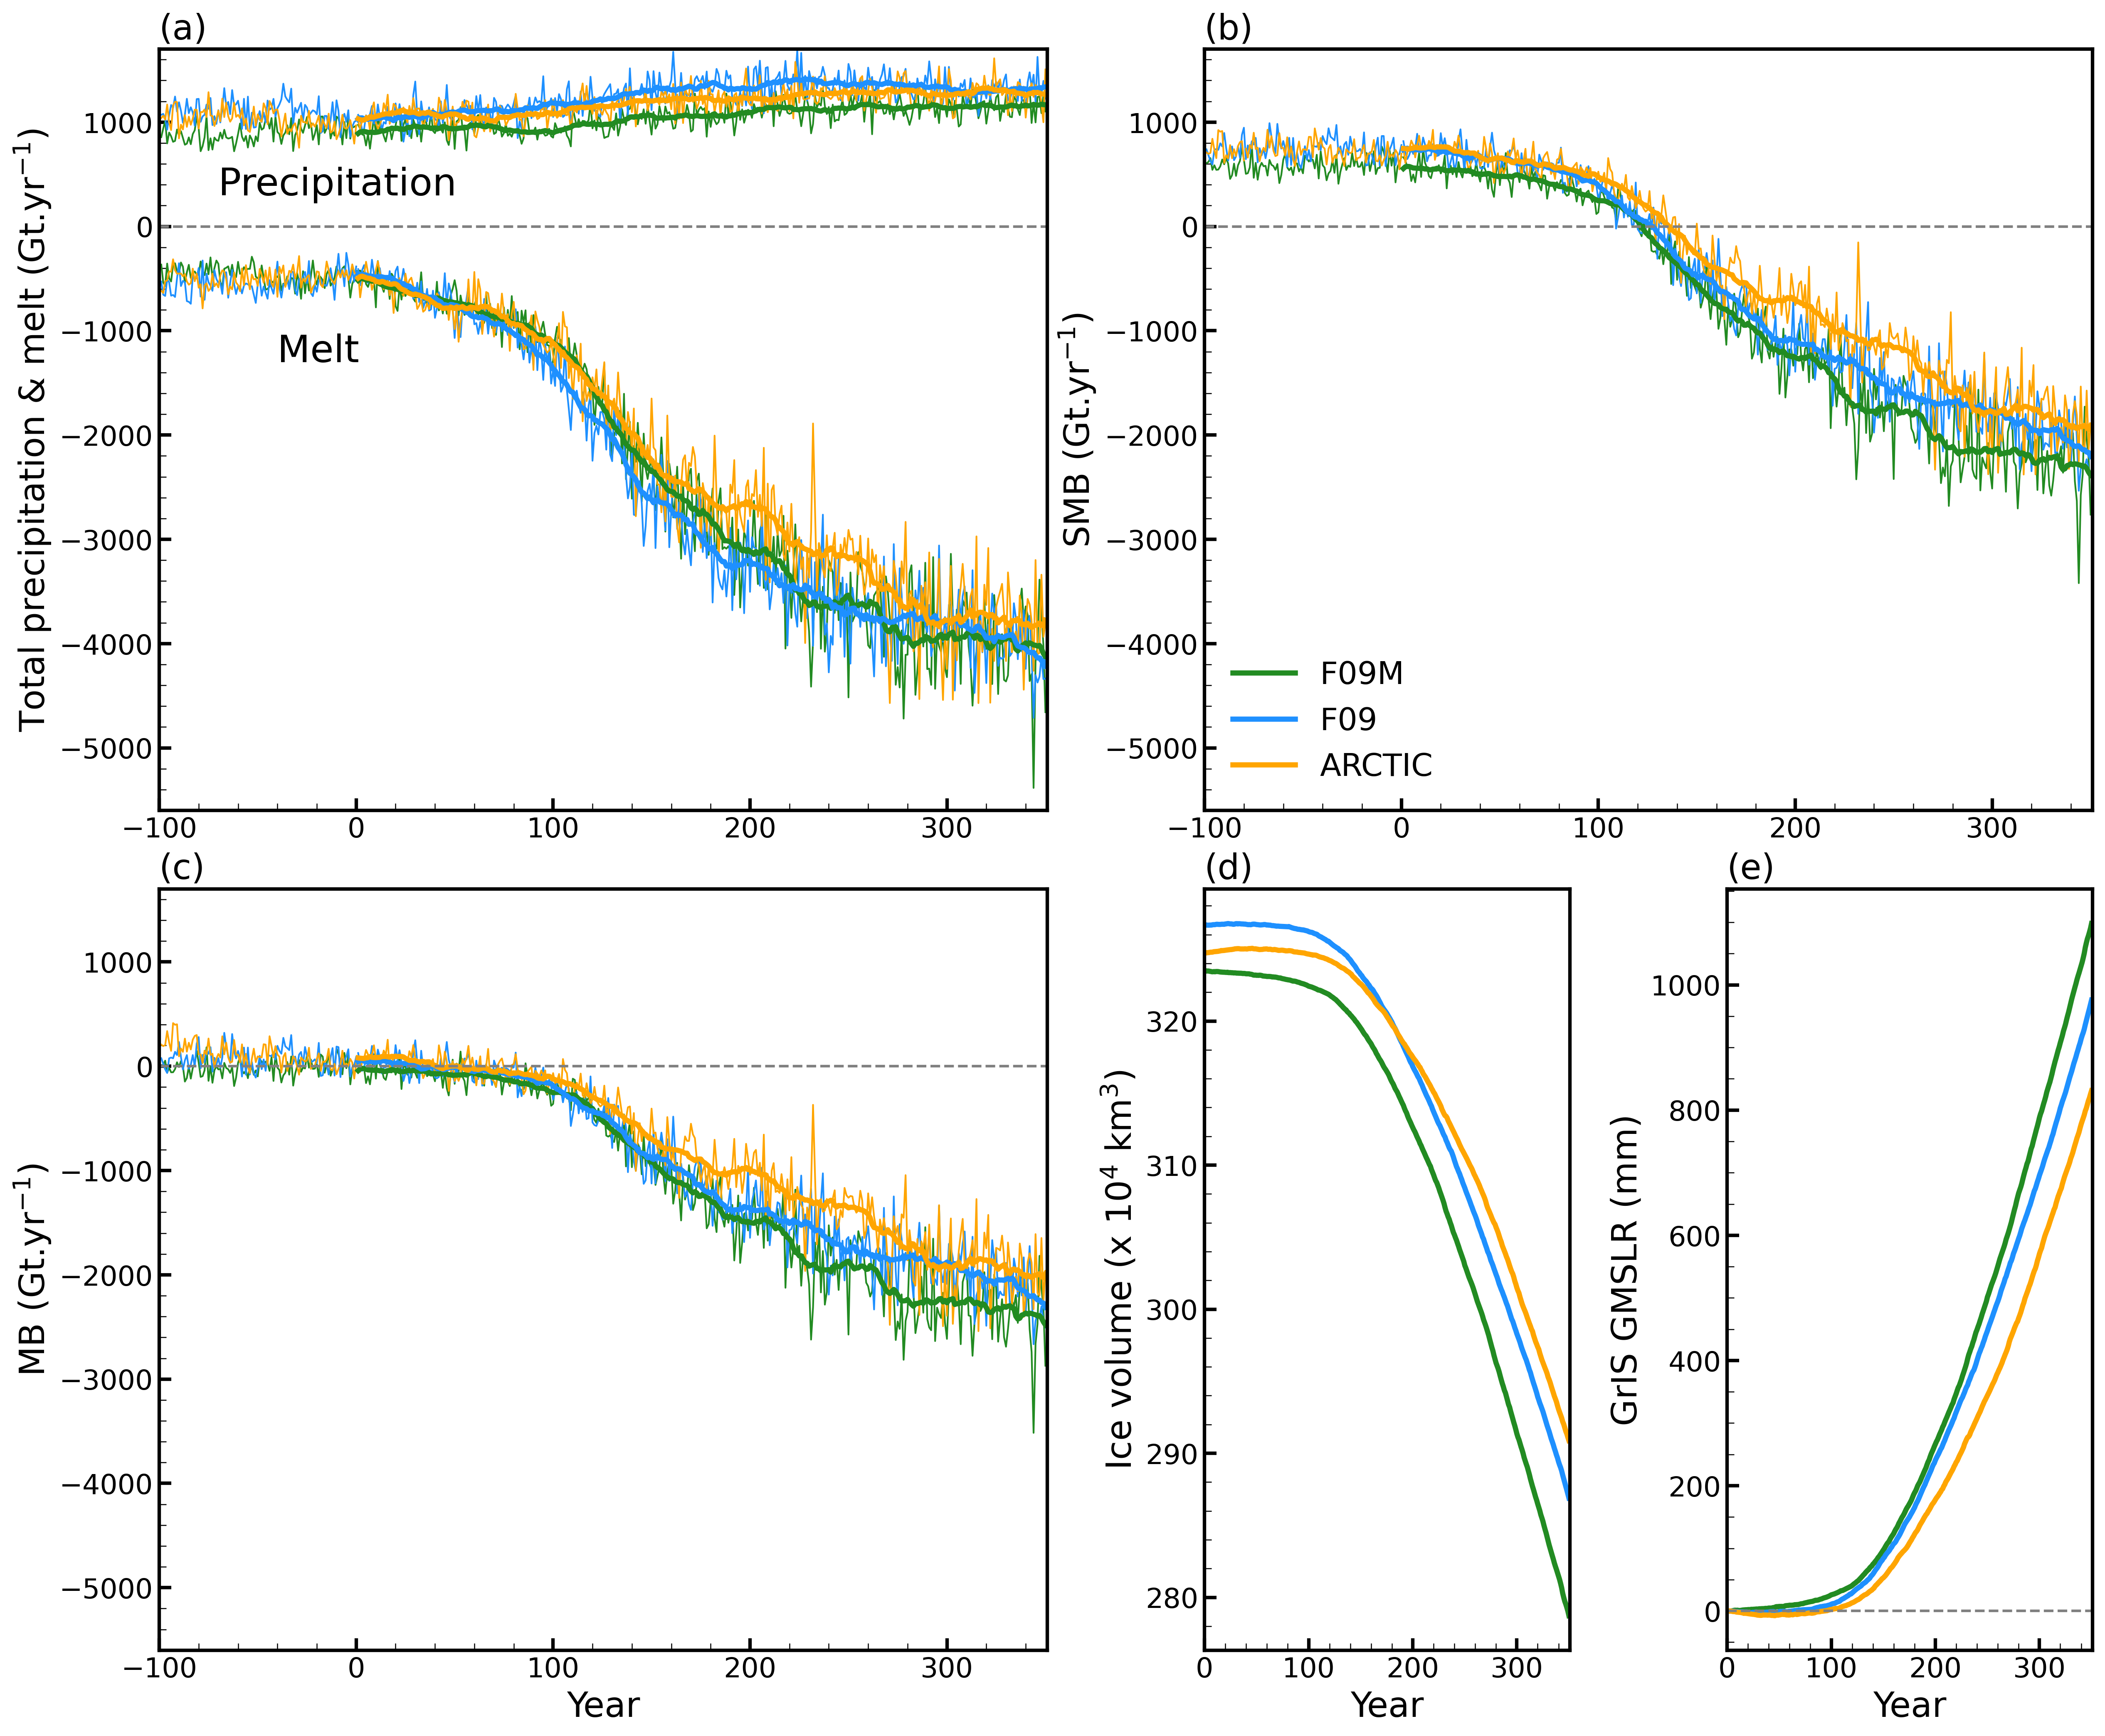 (a)
Total precipitation & melt (Gt.yr⁻¹)
1000
0
−1000
−2000
−3000
−4000
−5000
Precipitation
Melt
−100 0 100 200 300
(b)
SMB (Gt.yr⁻¹)
1000
0
−1000
−2000
−3000
−4000
−5000
F09M
F09
ARCTIC
−100 0 100 200 300
(c)
MB (Gt.yr⁻¹)
1000
0
−1000
−2000
−3000
−4000
−5000
−100 0 100 200 300
Year
(d)
Ice volume (x 10⁴ km³)
320
310
300
290
280
0 100 200 300
Year
(e)
GrIS GMSLR (mm)
1000
800
600
400
200
0
0 100 200 300
Year